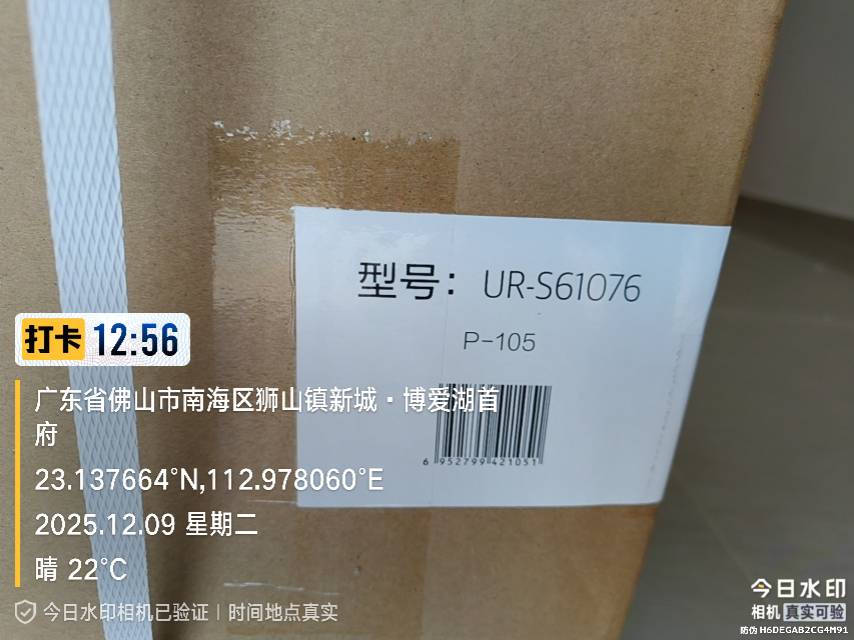 型号： UR-S61076
P-105
6 952799 421051
打卡 12:56
广东省佛山市南海区狮山镇新城·博爱湖首
府
23.137664°N,112.978060°E
2025.12.09 星期二
晴 22°C
今日水印相机已验证 | 时间地点真实
今日水印
相机 真实可验
防伪 H6DEGAB2CG4M91